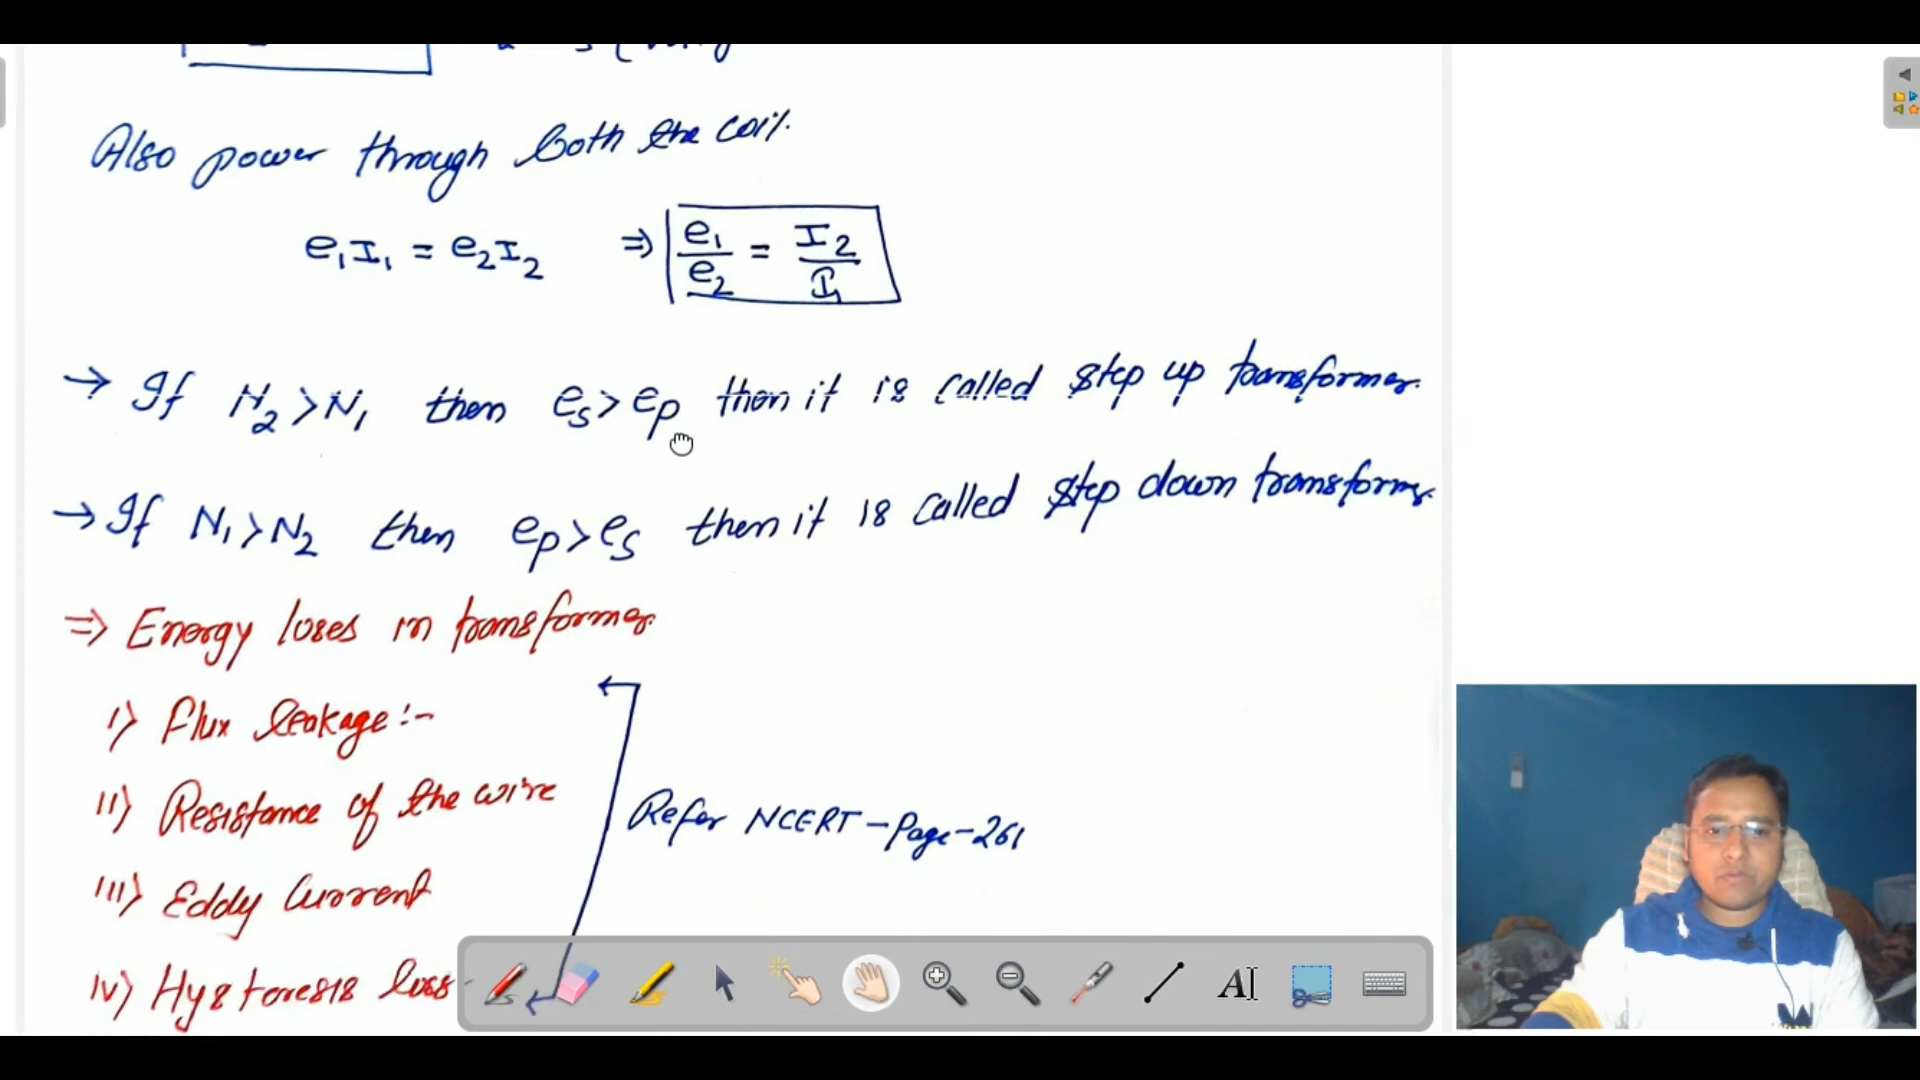 Also power through both the coil.
e₁I₁ = e₂I₂ ⇒ e₁/e₂ = I₂/I₁
→ If N₂ > N₁ then eₛ > eₚ then it is called step up transformer.
→ If N₁ > N₂ then eₚ > eₛ then it is called step down transformer.
⇒ Energy loses in transformer.
i) Flux leakage :-
ii) Resistance of the wire
iii) Eddy Current
Refer NCERT - Page - 261
iv) Hysteresis loss -
AI